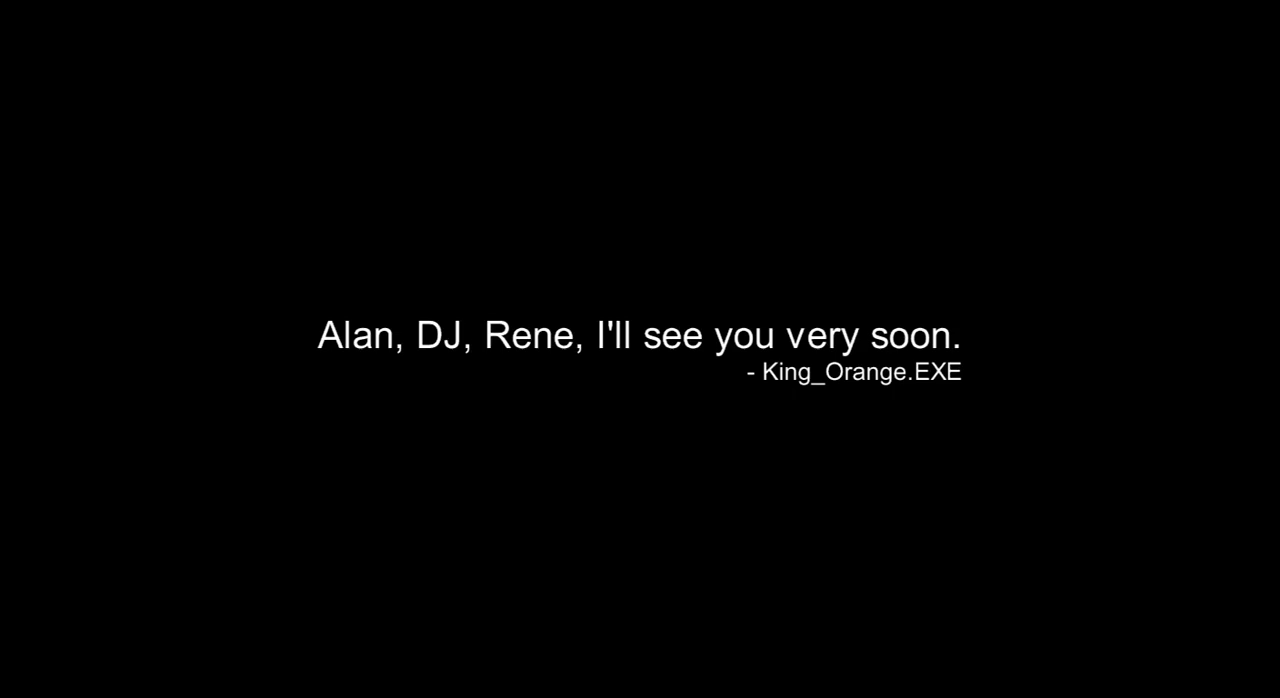 Alan, DJ, Rene, I'll see you very soon.
- King_Orange.EXE